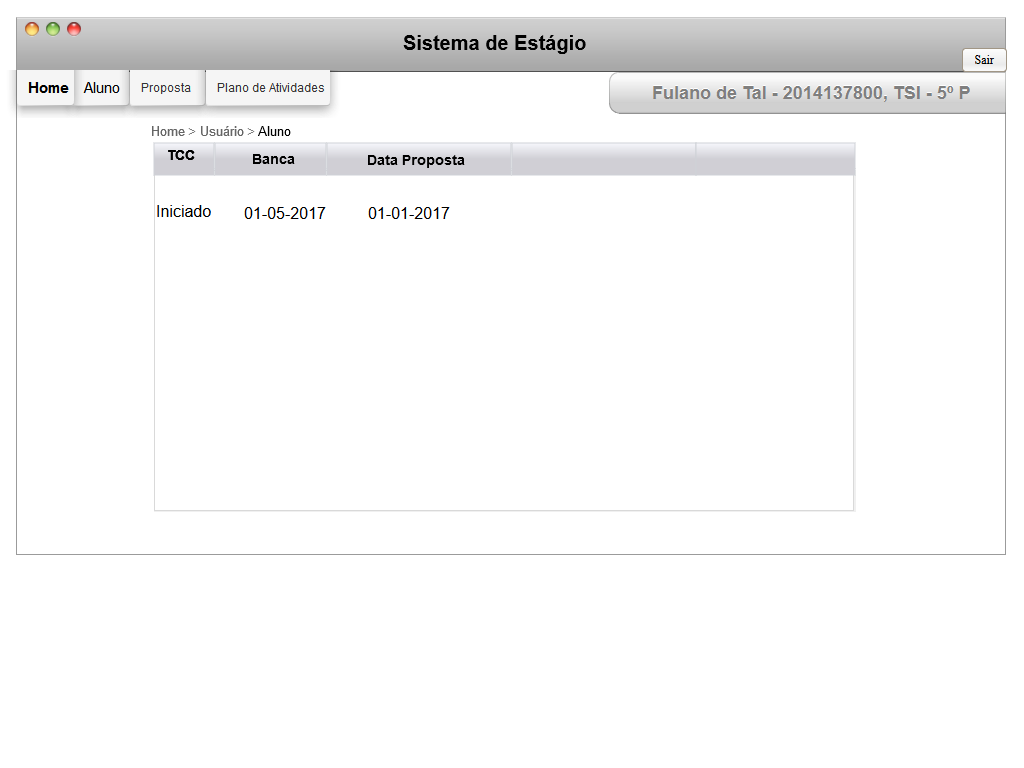 Sistema de Estágio
Sair
Home Aluno Proposta Plano de Atividades
Fulano de Tal - 2014137800, TSI - 5º P
Home > Usuário > Aluno
TCC Banca Data Proposta
Iniciado 01-05-2017 01-01-2017